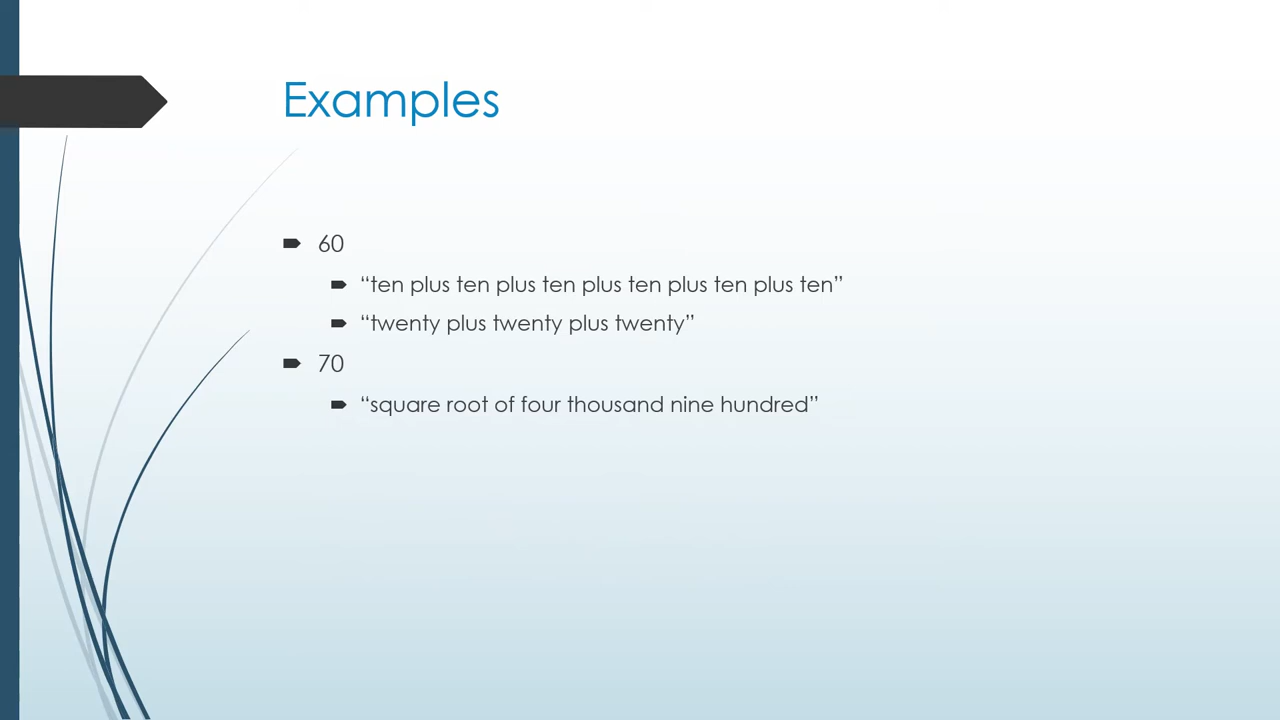 Examples
60
“ten plus ten plus ten plus ten plus ten plus ten”
“twenty plus twenty plus twenty”
70
“square root of four thousand nine hundred”